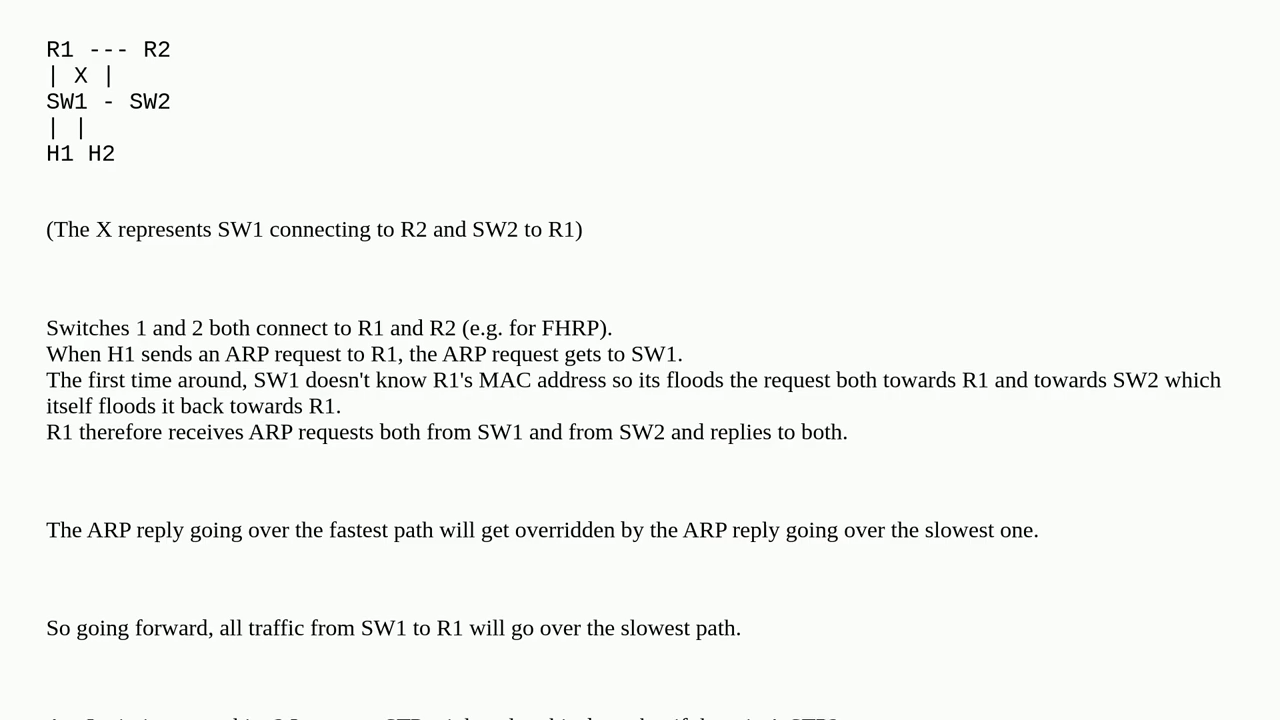 R1 --- R2
| X |
SW1 - SW2
| |
H1 H2
(The X represents SW1 connecting to R2 and SW2 to R1)
Switches 1 and 2 both connect to R1 and R2 (e.g. for FHRP).
When H1 sends an ARP request to R1, the ARP request gets to SW1.
The first time around, SW1 doesn't know R1's MAC address so its floods the request both towards R1 and towards SW2 which
itself floods it back towards R1.
R1 therefore receives ARP requests both from SW1 and from SW2 and replies to both.
The ARP reply going over the fastest path will get overridden by the ARP reply going over the slowest one.
So going forward, all traffic from SW1 to R1 will go over the slowest path.